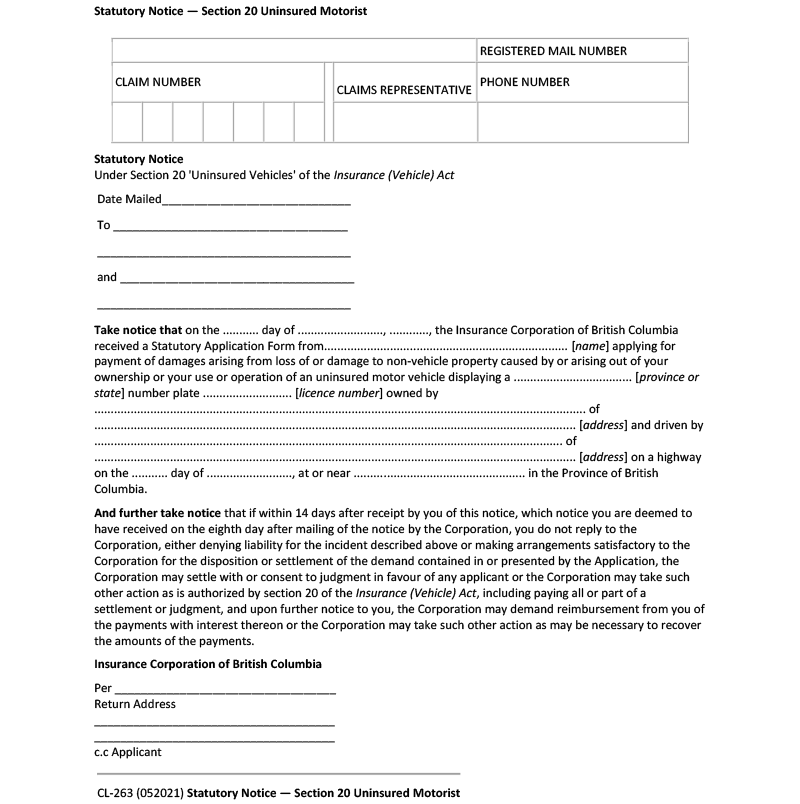 Statutory Notice — Section 20 Uninsured Motorist
REGISTERED MAIL NUMBER
CLAIM NUMBER
CLAIMS REPRESENTATIVE
PHONE NUMBER
Statutory Notice
Under Section 20 'Uninsured Vehicles' of the Insurance (Vehicle) Act
Date Mailed_____________________________
To ____________________________________
_______________________________________
and ____________________________________
_______________________________________
Take notice that on the ........... day of .........................., ............, the Insurance Corporation of British Columbia
received a Statutory Application Form from.......................................................................... [name] applying for
payment of damages arising from loss of or damage to non-vehicle property caused by or arising out of your
ownership or your use or operation of an uninsured motor vehicle displaying a .................................... [province or
state] number plate ........................... [licence number] owned by
...................................................................................................................................................... of
................................................................................................................................................... [address] and driven by
............................................................................................................................................... of
................................................................................................................................................... [address] on a highway
on the ........... day of .........................., at or near .................................................... in the Province of British
Columbia.
And further take notice that if within 14 days after receipt by you of this notice, which notice you are deemed to
have received on the eighth day after mailing of the notice by the Corporation, you do not reply to the
Corporation, either denying liability for the incident described above or making arrangements satisfactory to the
Corporation for the disposition or settlement of the demand contained in or presented by the Application, the
Corporation may settle with or consent to judgment in favour of any applicant or the Corporation may take such
other action as is authorized by section 20 of the Insurance (Vehicle) Act, including paying all or part of a
settlement or judgment, and upon further notice to you, the Corporation may demand reimbursement from you of
the payments with interest thereon or the Corporation may take such other action as may be necessary to recover
the amounts of the payments.
Insurance Corporation of British Columbia
Per __________________________________
Return Address
_____________________________________
_____________________________________
c.c Applicant
CL-263 (052021) Statutory Notice — Section 20 Uninsured Motorist